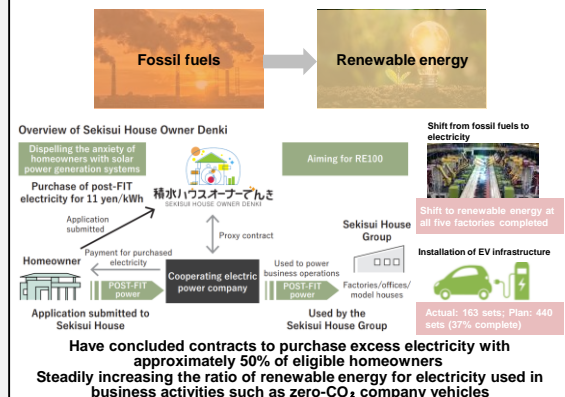 Fossil fuels
Renewable energy
Overview of Sekisui House Owner Denki
Dispelling the anxiety of
homeowners with solar
power generation systems
Purchase of post-FIT
electricity for 11 yen/kWh
積水ハウスオーナーでんき
SEKISUI HOUSE OWNER DENKI
Aiming for RE100
Application
submitted
Proxy contract
Homeowner
Payment for purchased
electricity
POST-FIT
power
Cooperating electric
power company
Used to power
business operations
POST-FIT
power
Sekisui House
Group
Factories/offices/
model houses
Application submitted to
Sekisui House
Used by the
Sekisui House Group
Shift from fossil fuels to
electricity
Shift to renewable energy at
all five factories completed
Installation of EV infrastructure
Actual: 163 sets; Plan: 440
sets (37% complete)
Have concluded contracts to purchase excess electricity with
approximately 50% of eligible homeowners
Steadily increasing the ratio of renewable energy for electricity used in
business activities such as zero-CO₂ company vehicles